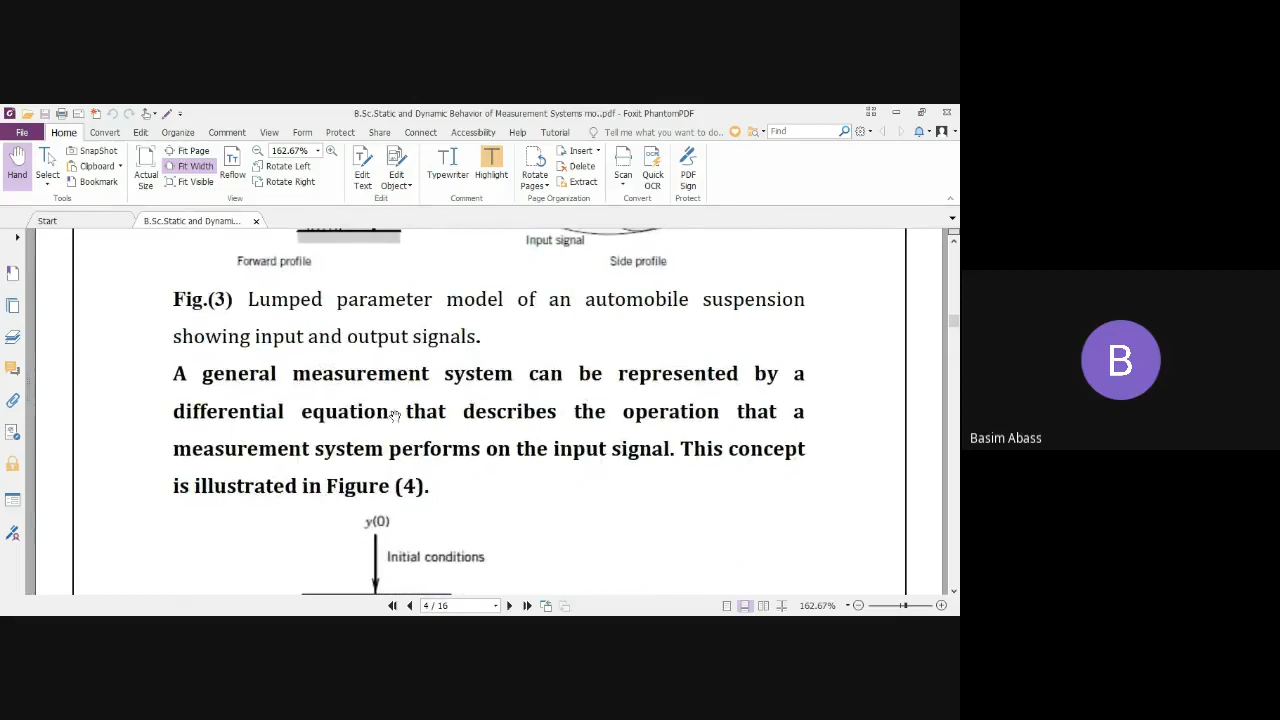 B.Sc.Static and Dynamic Behavior of Measurement Systems mo..pdf - Foxit PhantomPDF
File Home Convert Edit Organize Comment View Form Protect Share Connect Accessibility Help Tutorial Tell me what you want to do.. Find
SnapShot Fit Page 162.67% Insert
Clipboard Fit Width Rotate Left Delete
Bookmark Fit Visible Rotate Right Extract
Hand Select Actual Size Reflow Edit Text Edit Object Typewriter Highlight Rotate Pages Scan Quick OCR PDF Sign
Tools View Edit Comment Page Organization Convert Protect
Start B.Sc.Static and Dynami...
Input signal
Forward profile Side profile
Fig.(3) Lumped parameter model of an automobile suspension
showing input and output signals.
A general measurement system can be represented by a
differential equation that describes the operation that a
measurement system performs on the input signal. This concept
is illustrated in Figure (4).
y(0)
Initial conditions
4 / 16 162.67%
B
Basim Abass